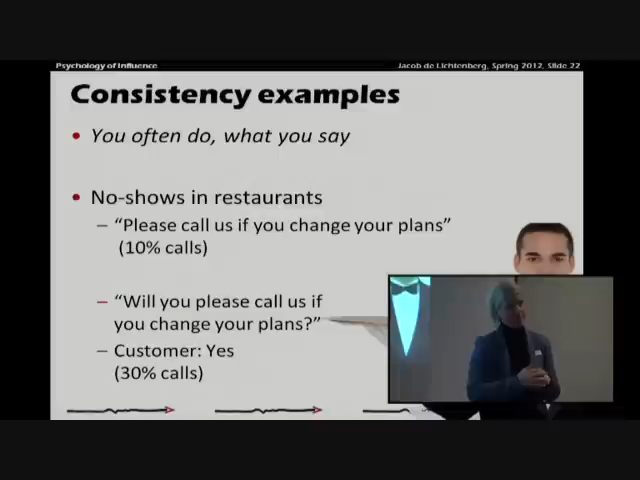 Psychology of Influence
Jacob de Lichtenberg, Spring 2012, Slide 22
Consistency examples
• You often do, what you say
• No-shows in restaurants
– “Please call us if you change your plans”
(10% calls)
– “Will you please call us if
you change your plans?”
– Customer: Yes
(30% calls)